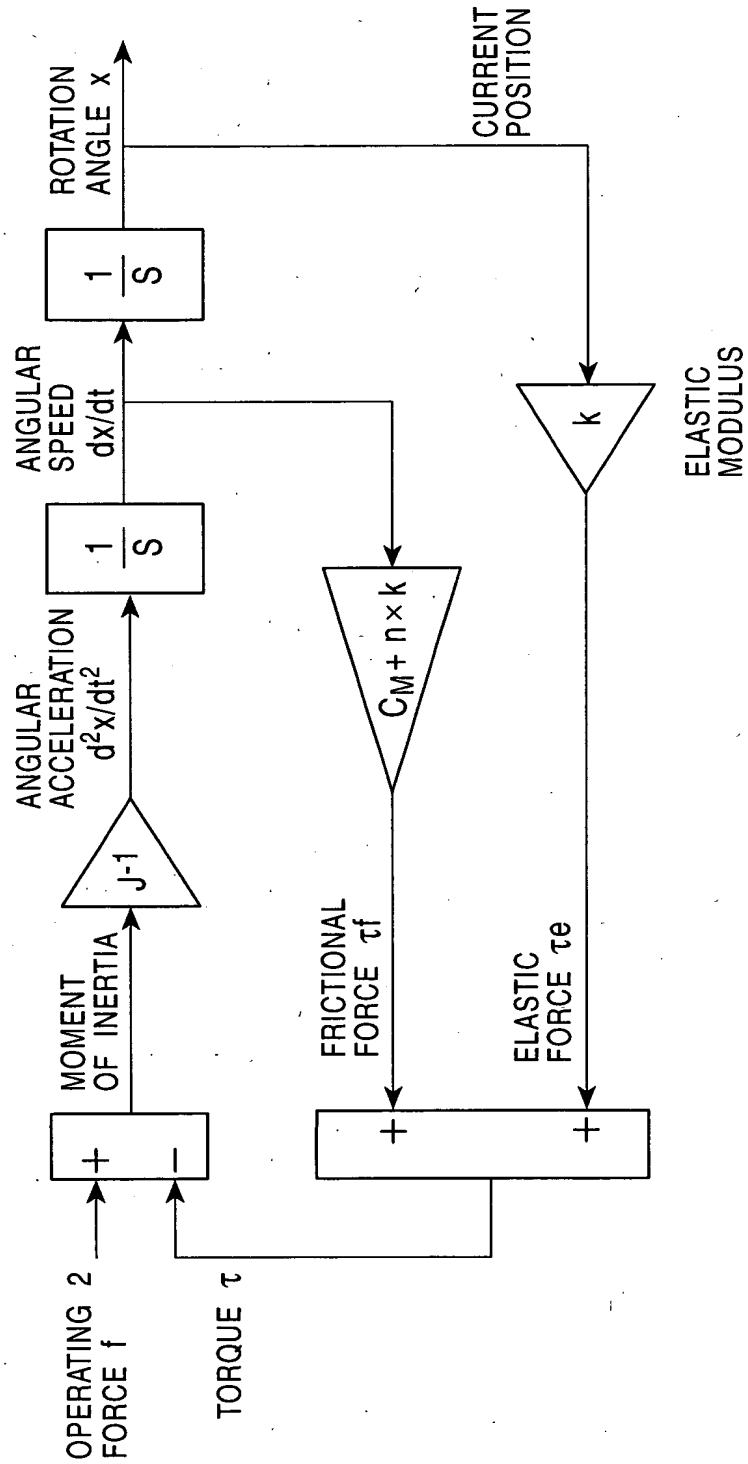 OPERATING 2
FORCE f
TORQUE τ
+
−
MOMENT
OF INERTIA
J-1
ANGULAR
ACCELERATION
d²x/dt²
1
S
ANGULAR
SPEED
dx/dt
1
S
ROTATION
ANGLE x
CURRENT
POSITION
+
+
FRICTIONAL
FORCE τf
CM + n × k
ELASTIC
FORCE τe
k
ELASTIC
MODULUS